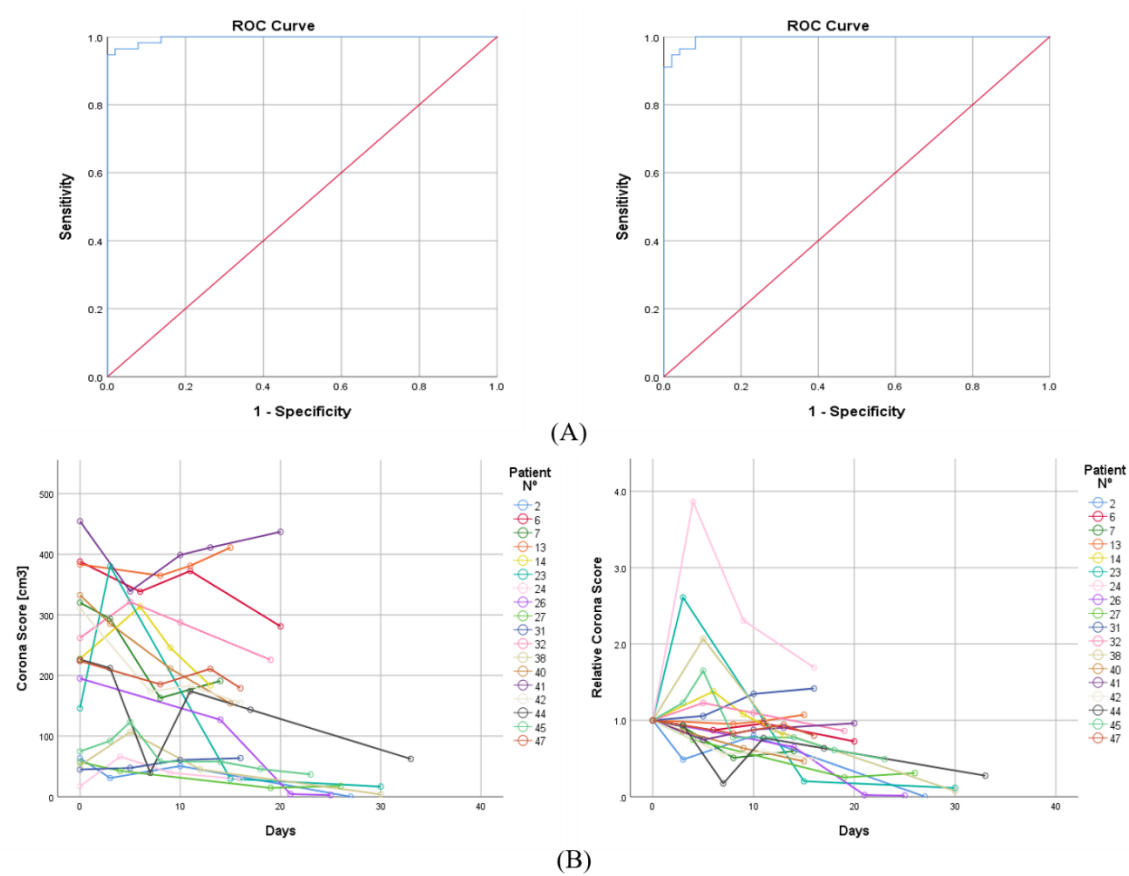 ROC Curve
1.0
0.8
0.6
0.4
0.2
0.0
Sensitivity
0.0 0.2 0.4 0.6 0.8 1.0
1 - Specificity
ROC Curve
1.0
0.8
0.6
0.4
0.2
0.0
Sensitivity
0.0 0.2 0.4 0.6 0.8 1.0
1 - Specificity
(A)
500
400
300
200
100
0
Corona Score [cm3]
0 10 20 30 40
Days
Patient
Nº
2
6
7
13
14
23
24
26
27
31
32
38
40
41
42
44
45
47
4.0
3.0
2.0
1.0
.0
Relative Corona Score
0 10 20 30 40
Days
Patient
Nº
2
6
7
13
14
23
24
26
27
31
32
38
40
41
42
44
45
47
(B)